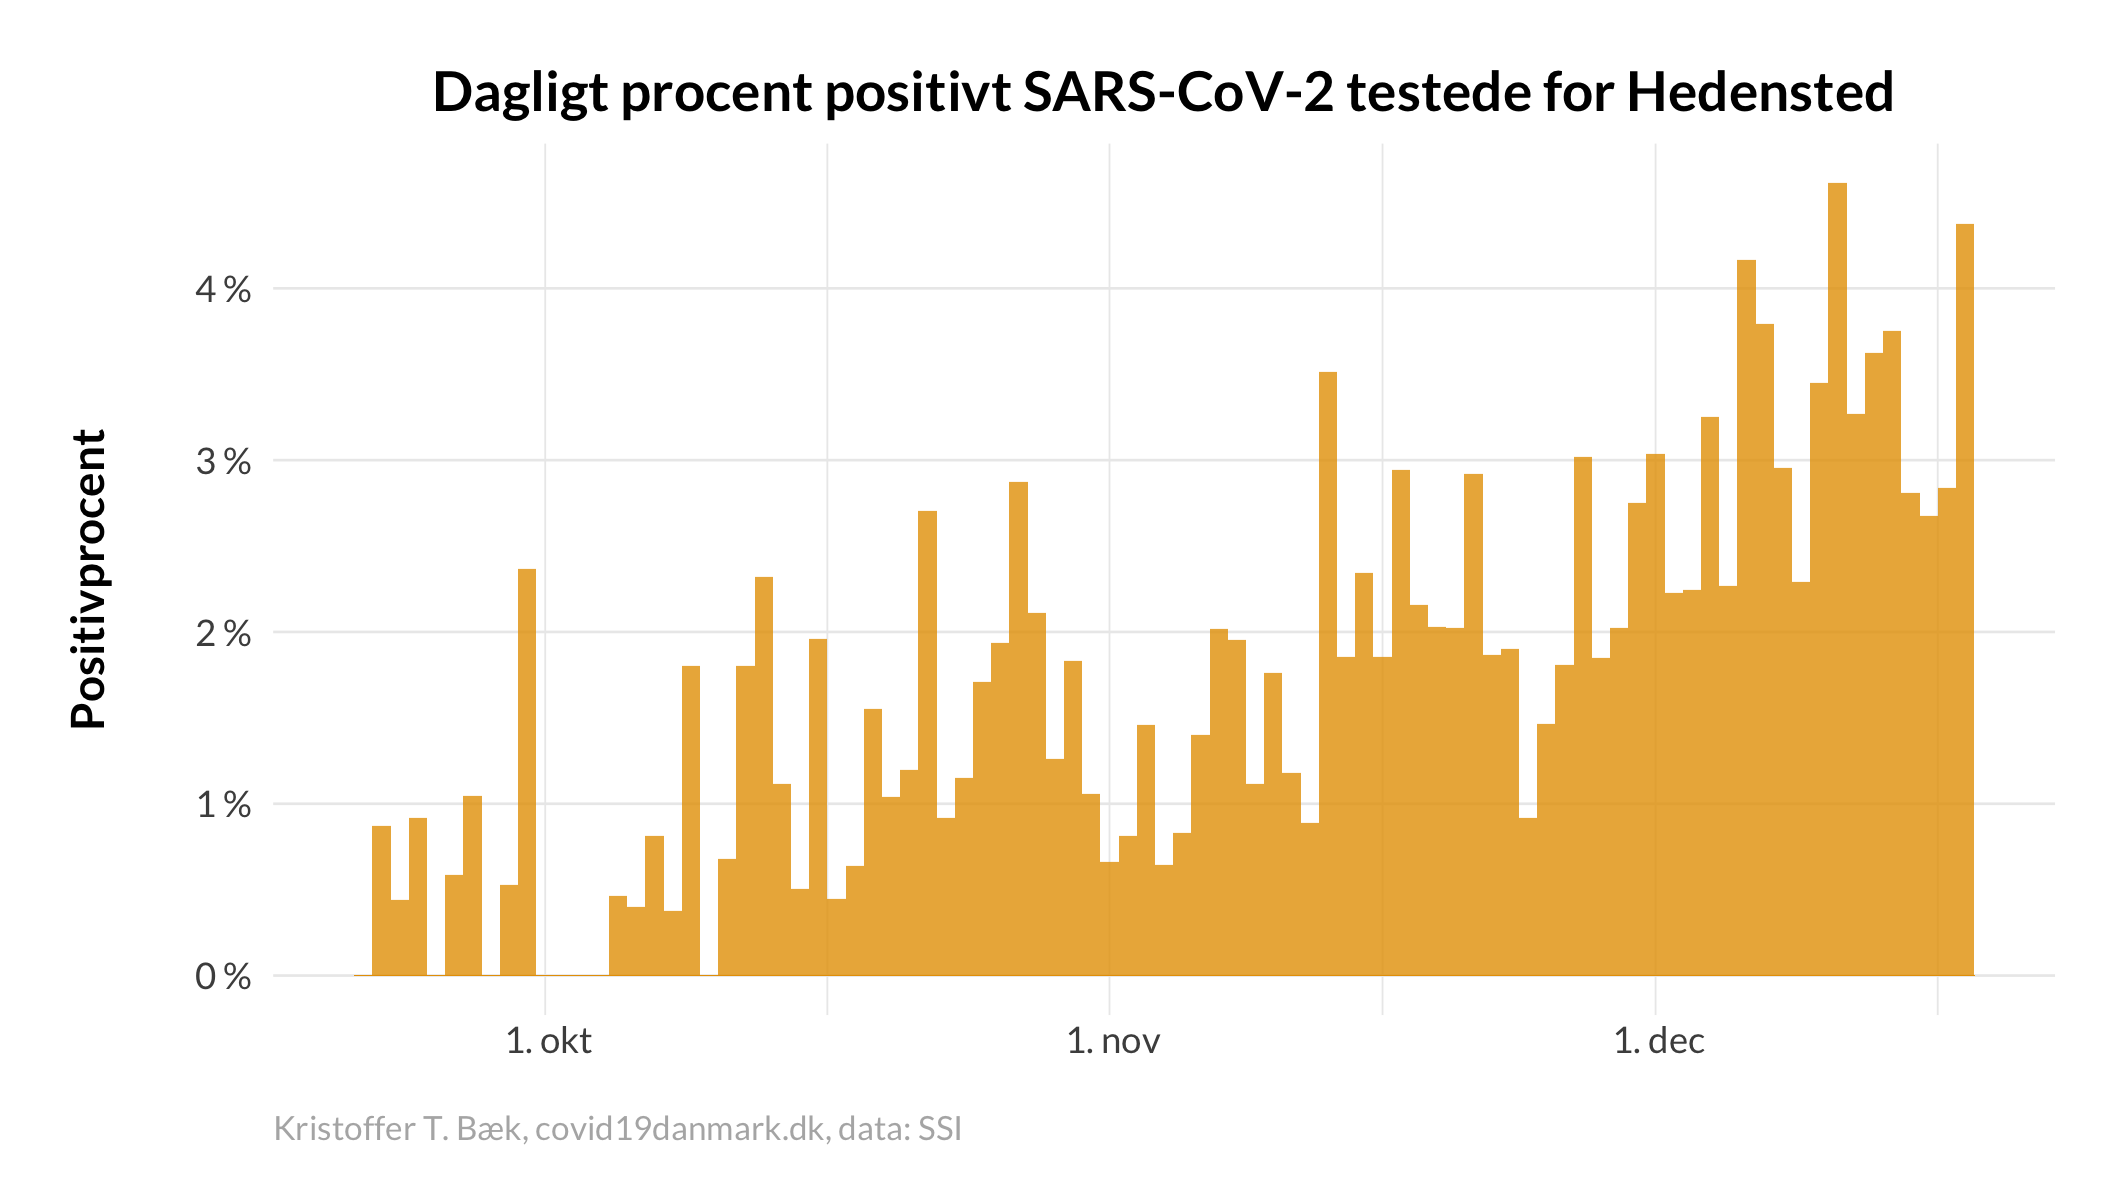 Dagligt procent positivt SARS-CoV-2 testede for Hedensted
Positivprocent
4 %
3 %
2 %
1 %
0 %
1. okt
1. nov
1. dec
Kristoffer T. Bæk, covid19danmark.dk, data: SSI